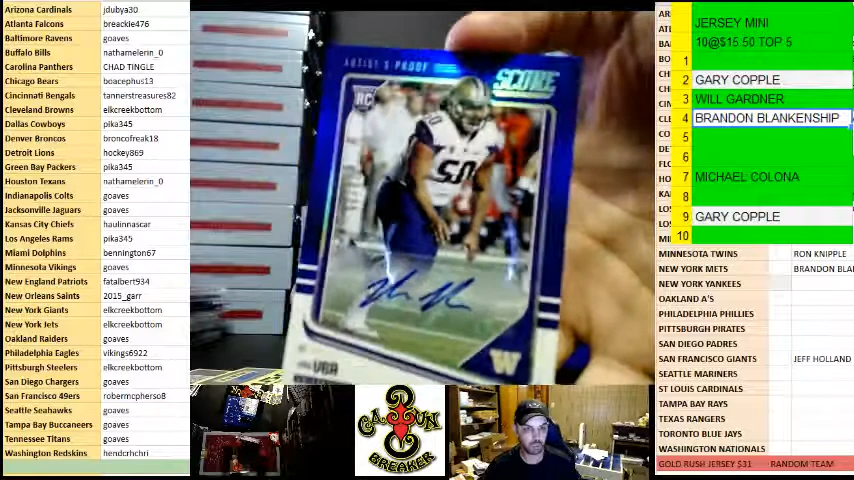 Arizona Cardinals jdubya30
Atlanta Falcons breackie476
Baltimore Ravens goaves
Buffalo Bills nathamelerin_0
Carolina Panthers CHAD TINGLE
Chicago Bears boacephus13
Cincinnati Bengals tannerstreasures82
Cleveland Browns elkcreekbottom
Dallas Cowboys pika345
Denver Broncos broncofreak18
Detroit Lions hockey869
Green Bay Packers pika345
Houston Texans nathamelerin_0
Indianapolis Colts goaves
Jacksonville Jaguars goaves
Kansas City Chiefs haulinnascar
Los Angeles Rams pika345
Miami Dolphins bennington67
Minnesota Vikings goaves
New England Patriots fatalbert934
New Orleans Saints 2015_garr
New York Giants elkcreekbottom
New York Jets elkcreekbottom
Oakland Raiders goaves
Philadelphia Eagles vikings6922
Pittsburgh Steelers elkcreekbottom
San Diego Chargers goaves
San Francisco 49ers robermcpherso8
Seattle Seahawks goaves
Tampa Bay Buccaneers goaves
Tennessee Titans goaves
Washington Redskins hendcrhchri
ARTIST'S PROOF
SCORE
RC
50
50
W
CAJUN
BREAKER
JERSEY MINI
10@$15 50 TOP 5
1
2 GARY COPPLE
3 WILL GARDNER
4 BRANDON BLANKENSHIP
5
6
7 MICHAEL COLONA
8
9 GARY COPPLE
10
MINNESOTA TWINS RON KNIPPLE
NEW YORK METS BRANDON BLA
NEW YORK YANKEES
OAKLAND A'S
PHILADELPHIA PHILLIES
PITTSBURGH PIRATES
SAN DIEGO PADRES
SAN FRANCISCO GIANTS JEFF HOLLAND
SEATTLE MARINERS
ST LOUIS CARDINALS
TAMPA BAY RAYS
TEXAS RANGERS
TORONTO BLUE JAYS
WASHINGTON NATIONALS
GOLD RUSH JERSEY $31 RANDOM TEAM